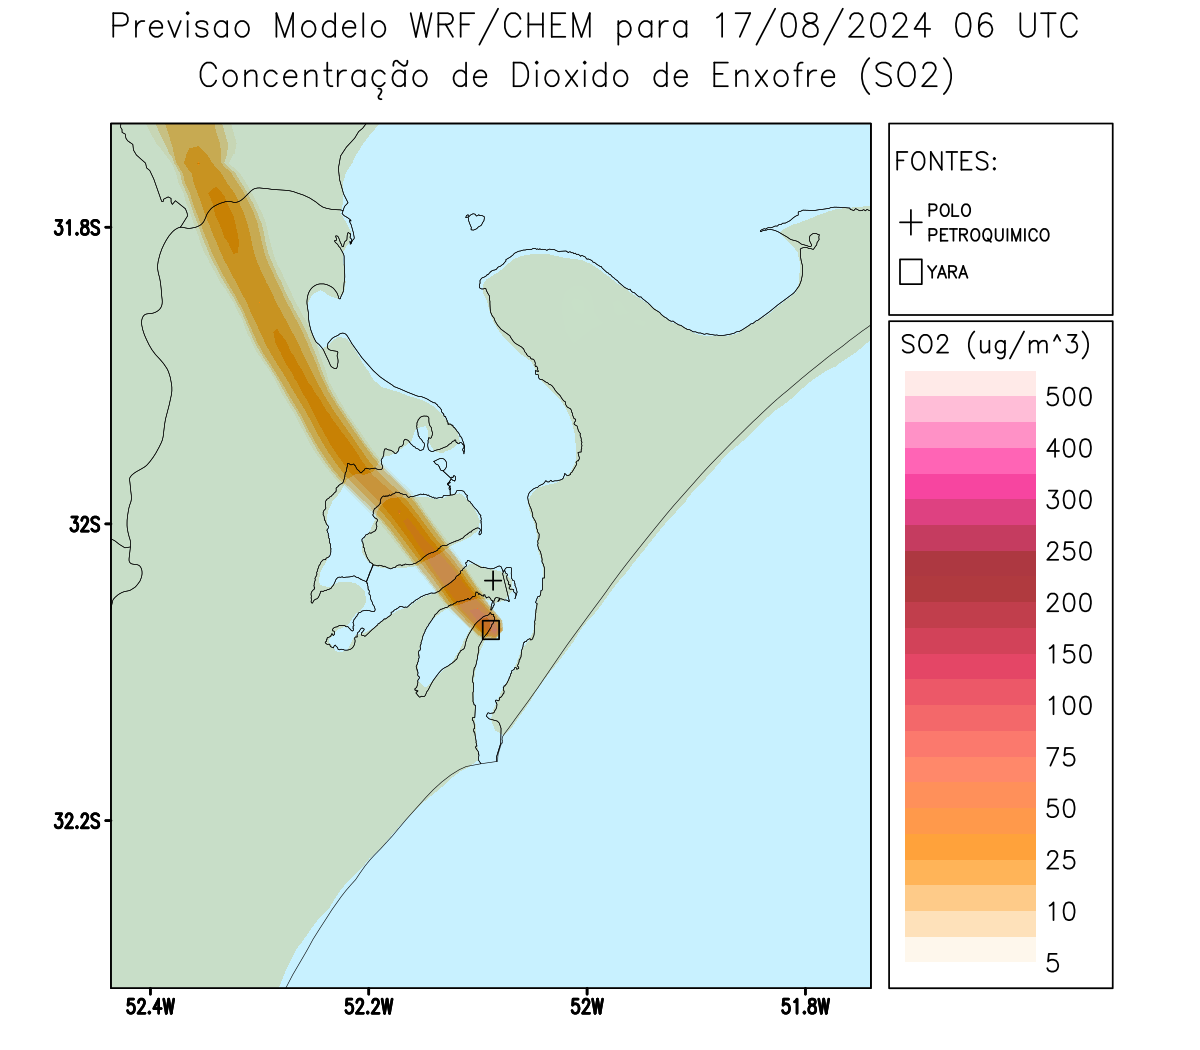 Previsao Modelo WRF/CHEM para 17/08/2024 06 UTC
Concentração de Dioxido de Enxofre (SO2)
FONTES:
POLO
PETROQUIMICO
YARA
SO2 (ug/m^3)
500
400
300
250
200
150
100
75
50
25
10
5
31.8S
32S
32.2S
52.4W
52.2W
52W
51.8W